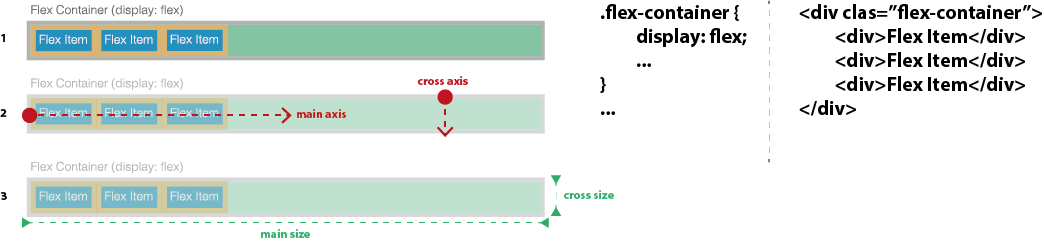 Flex Container (display: flex)
1
Flex Item Flex Item Flex Item
Flex Container (display: flex)
cross axis
2
Flex Item Flex Item Flex Item
main axis
Flex Container (display: flex)
3
Flex Item Flex Item Flex Item
cross size
main size
.flex-container {
display: flex;
...
}
...
<div clas=”flex-container”>
<div>Flex Item</div>
<div>Flex Item</div>
<div>Flex Item</div>
</div>